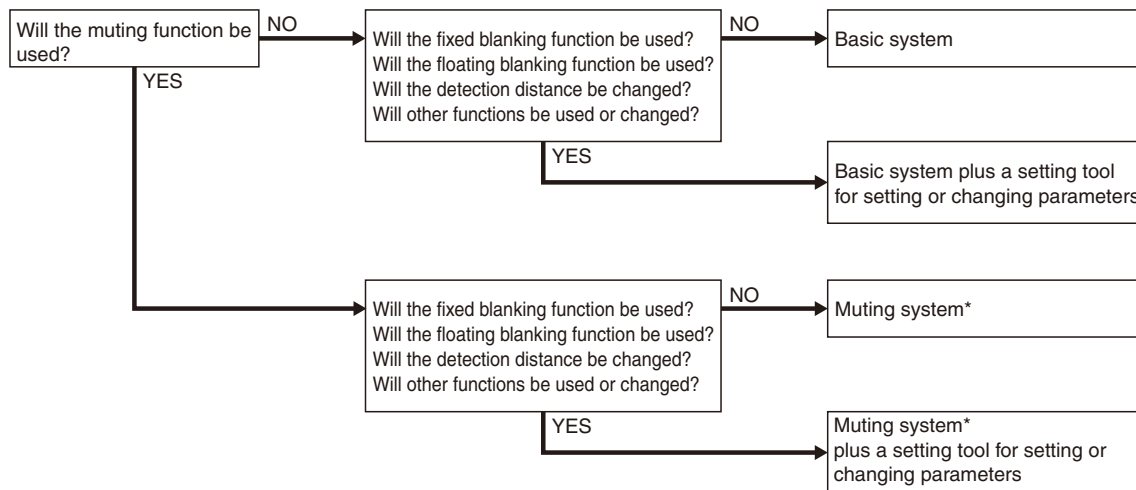 Will the muting function be
used?
NO
YES
Will the fixed blanking function be used?
Will the floating blanking function be used?
Will the detection distance be changed?
Will other functions be used or changed?
NO
Basic system
YES
Basic system plus a setting tool
for setting or changing parameters
Will the fixed blanking function be used?
Will the floating blanking function be used?
Will the detection distance be changed?
Will other functions be used or changed?
NO
Muting system*
YES
Muting system*
plus a setting tool for setting or
changing parameters